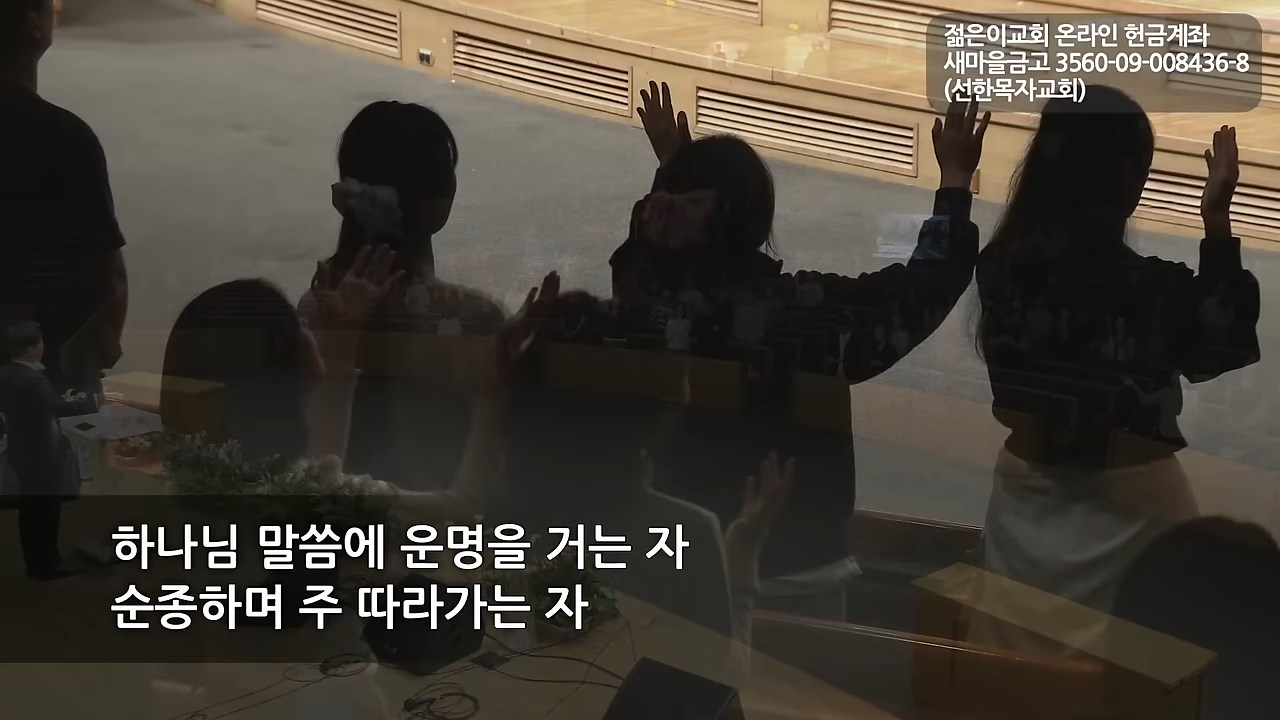 젊은이교회 온라인 헌금계좌
새마을금고 3560-09-008436-8
(선한목자교회)
하나님 말씀에 운명을 거는 자
순종하며 주 따라가는 자